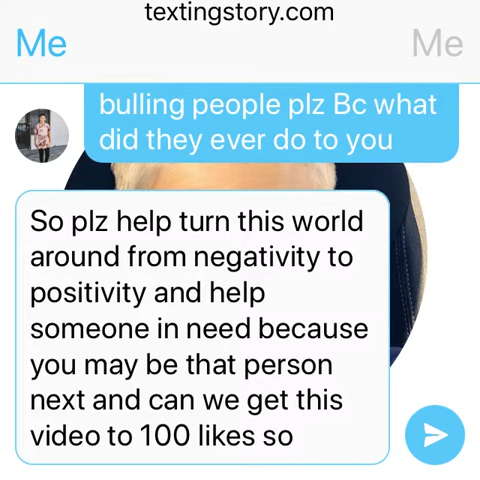 textingstory.com
Me
Me
bulling people plz Bc what
did they ever do to you
So plz help turn this world
around from negativity to
positivity and help
someone in need because
you may be that person
next and can we get this
video to 100 likes so